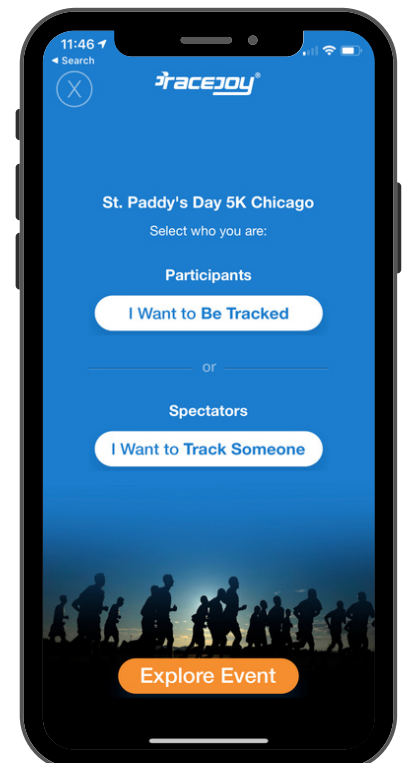 11:46
◄ Search
X
racejoy®
St. Paddy's Day 5K Chicago
Select who you are:
Participants
I Want to Be Tracked
or
Spectators
I Want to Track Someone
Explore Event